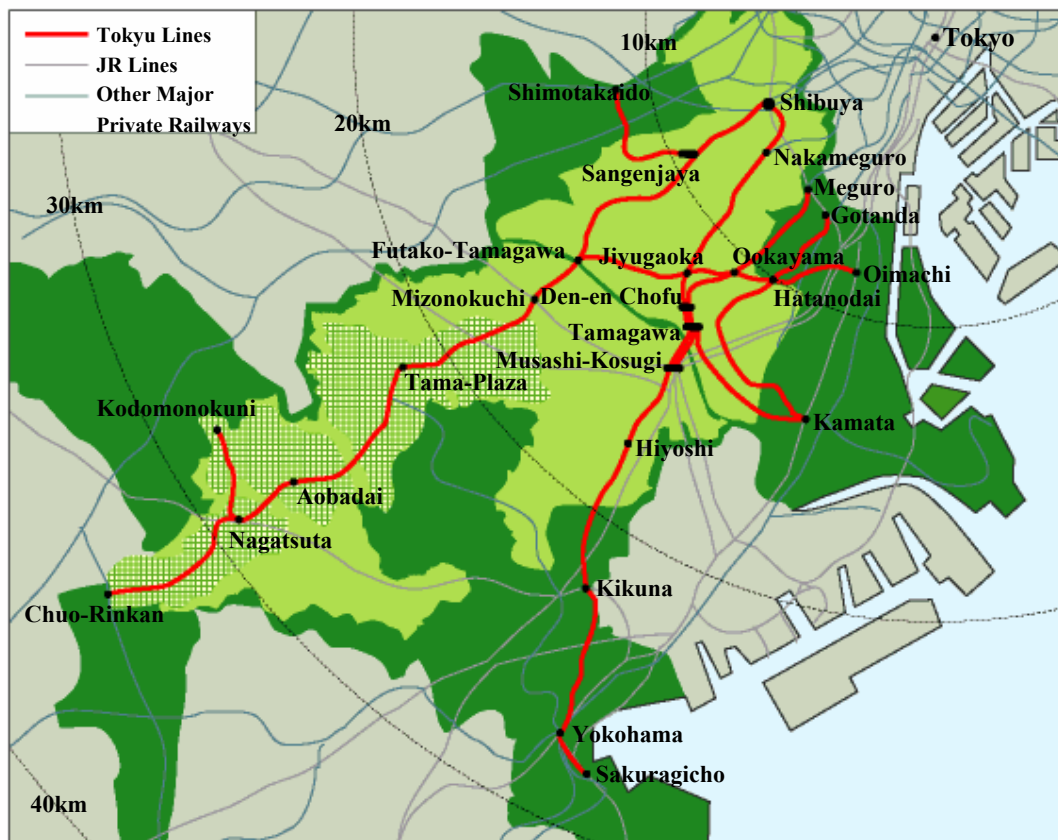 Tokyu Lines
JR Lines
Other Major
Private Railways
10km
Tokyo
Shimotakaido
Shibuya
20km
Sangenjaya
Nakameguro
Meguro
30km
Gotanda
Futako-Tamagawa
Jiyugaoka
Ookayama
Oimachi
Mizonokuchi
Den-en Chofu
Hatanodai
Tamagawa
Musashi-Kosugi
Tama-Plaza
Kodomonokuni
Kamata
Hiyoshi
Aobadai
Nagatsuta
Kikuna
Chuo-Rinkan
Yokohama
Sakuragicho
40km